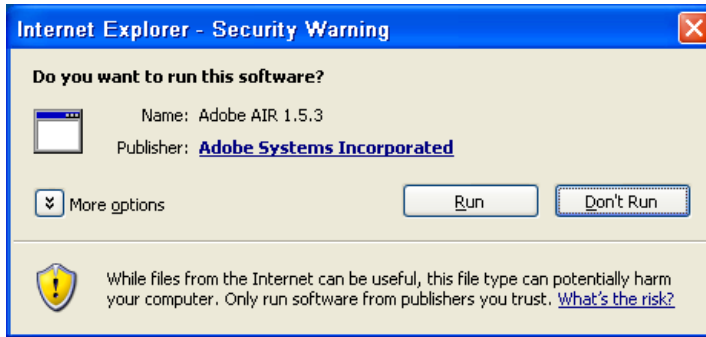 Internet Explorer - Security Warning
Do you want to run this software?
Name: Adobe AIR 1.5.3
Publisher: Adobe Systems Incorporated
More options
Run
Don't Run
While files from the Internet can be useful, this file type can potentially harm
your computer. Only run software from publishers you trust. What's the risk?